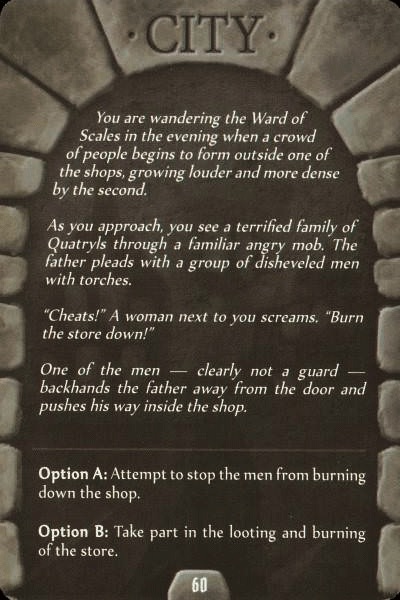 · CITY ·
You are wandering the Ward of
Scales in the evening when a crowd
of people begins to form outside one of
the shops, growing louder and more dense
by the second.
As you approach, you see a terrified family of
Quatryls through a familiar angry mob. The
father pleads with a group of disheveled men
with torches.
“Cheats!” A woman next to you screams. “Burn
the store down!”
One of the men — clearly not a guard —
backhands the father away from the door and
pushes his way inside the shop.
Option A: Attempt to stop the men from burning
down the shop.
Option B: Take part in the looting and burning
of the store.
60